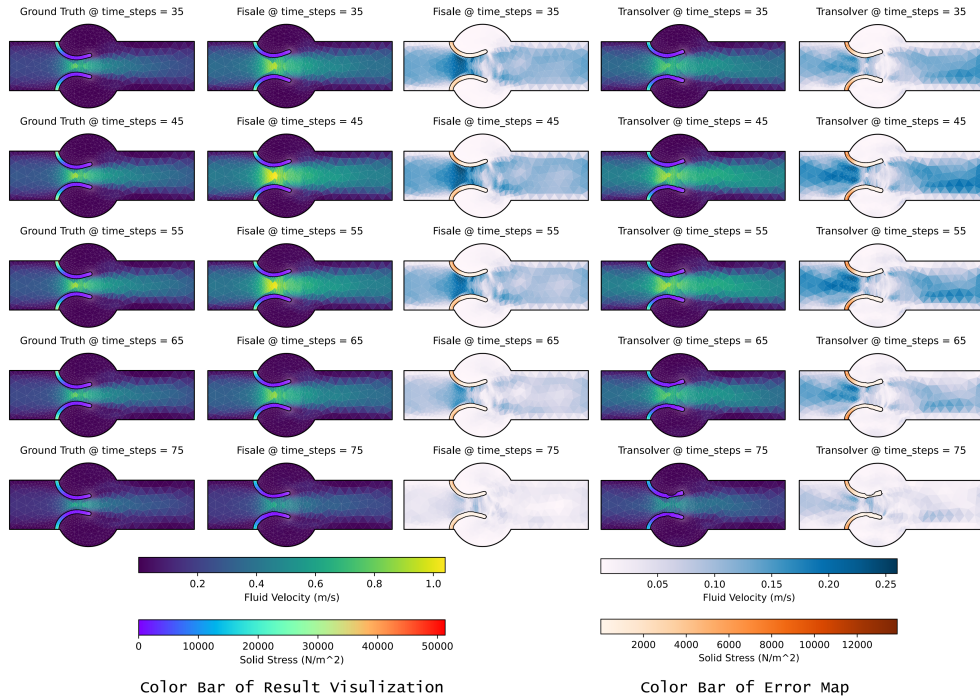 Ground Truth @ time_steps = 35
Fisale @ time_steps = 35
Fisale @ time_steps = 35
Transolver @ time_steps = 35
Transolver @ time_steps = 35
Ground Truth @ time_steps = 45
Fisale @ time_steps = 45
Fisale @ time_steps = 45
Transolver @ time_steps = 45
Transolver @ time_steps = 45
Ground Truth @ time_steps = 55
Fisale @ time_steps = 55
Fisale @ time_steps = 55
Transolver @ time_steps = 55
Transolver @ time_steps = 55
Ground Truth @ time_steps = 65
Fisale @ time_steps = 65
Fisale @ time_steps = 65
Transolver @ time_steps = 65
Transolver @ time_steps = 65
Ground Truth @ time_steps = 75
Fisale @ time_steps = 75
Fisale @ time_steps = 75
Transolver @ time_steps = 75
Transolver @ time_steps = 75
0.2 0.4 0.6 0.8 1.0
Fluid Velocity (m/s)
0.05 0.10 0.15 0.20 0.25
Fluid Velocity (m/s)
0 10000 20000 30000 40000 50000
Solid Stress (N/m^2)
2000 4000 6000 8000 10000 12000
Solid Stress (N/m^2)
Color Bar of Result Visulization
Color Bar of Error Map